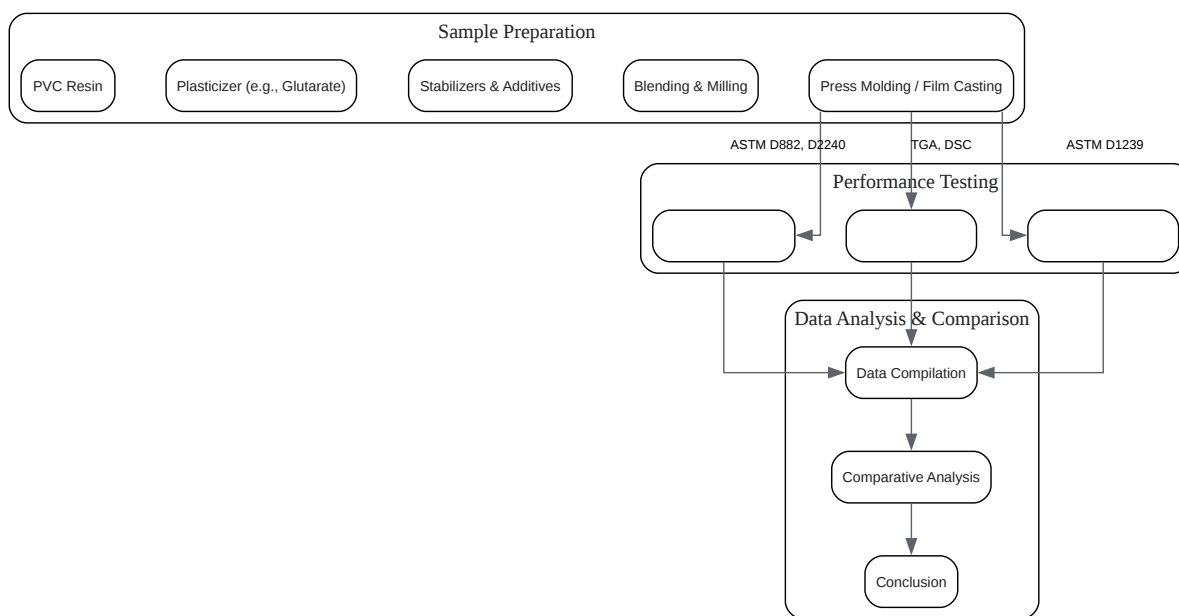 Sample Preparation
PVC Resin
Plasticizer (e.g., Glutarate)
Stabilizers & Additives
Blending & Milling
Press Molding / Film Casting
ASTM D882, D2240
TGA, DSC
ASTM D1239
Performance Testing
Data Analysis & Comparison
Data Compilation
Comparative Analysis
Conclusion